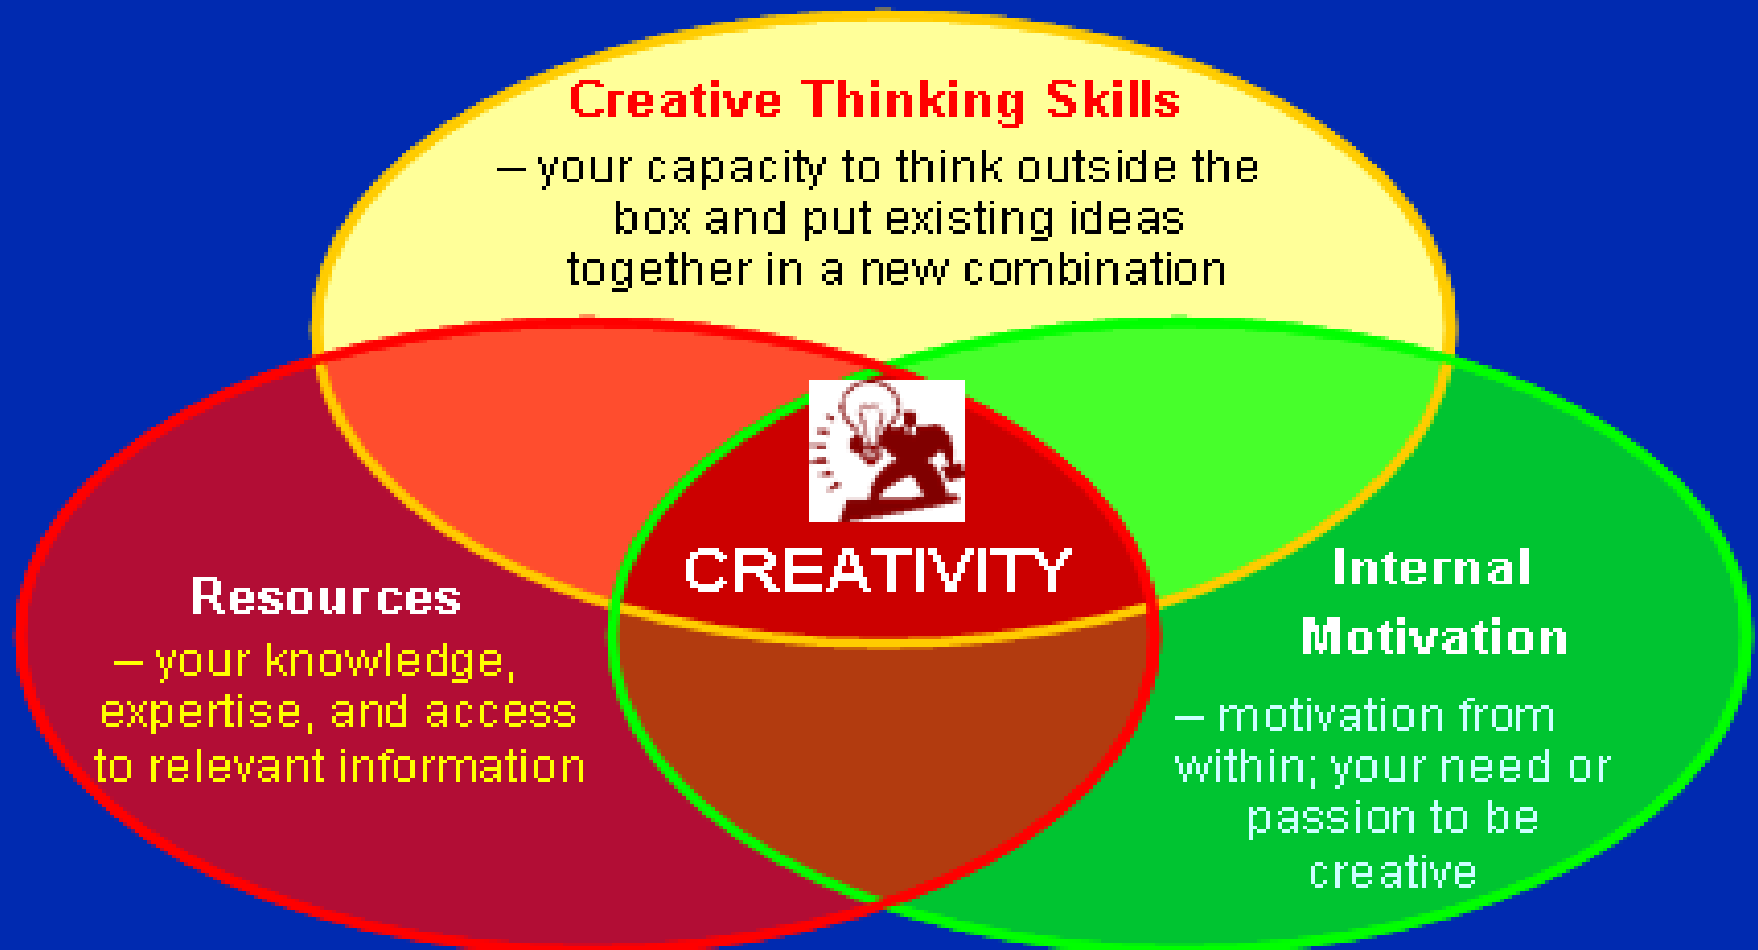 Creative Thinking Skills
– your capacity to think outside the
box and put existing ideas
together in a new combination
CREATIVITY
Resources
– your knowledge,
expertise, and access
to relevant information
Internal
Motivation
– motivation from
within; your need or
passion to be
creative